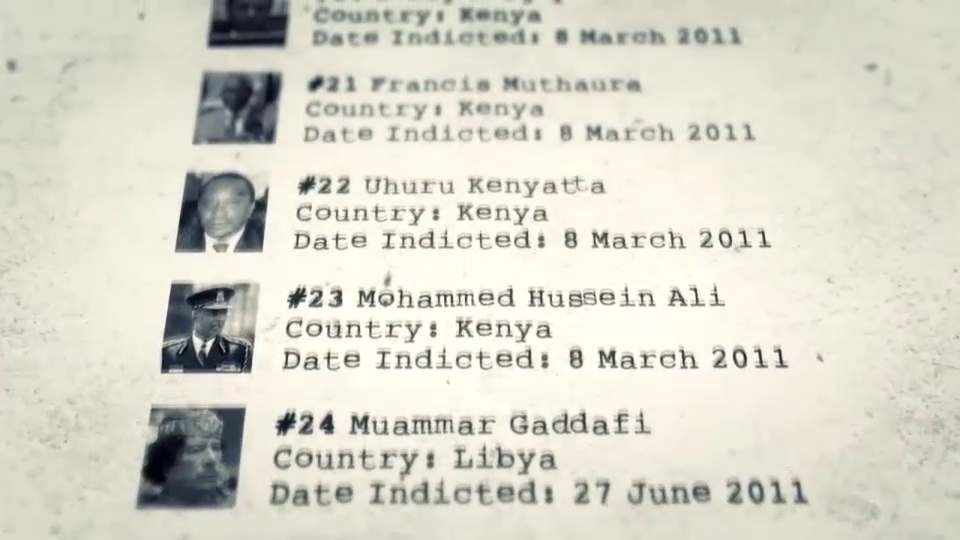 Country: Kenya
Date Indicted: 8 March 2011
#21 Francis Muthaura
Country: Kenya
Date Indicted: 8 March 2011
#22 Uhuru Kenyatta
Country: Kenya
Date Indicted: 8 March 2011
#23 Mohammed Hussein Ali
Country: Kenya
Date Indicted: 8 March 2011
#24 Muammar Gaddafi
Country: Libya
Date Indicted: 27 June 2011